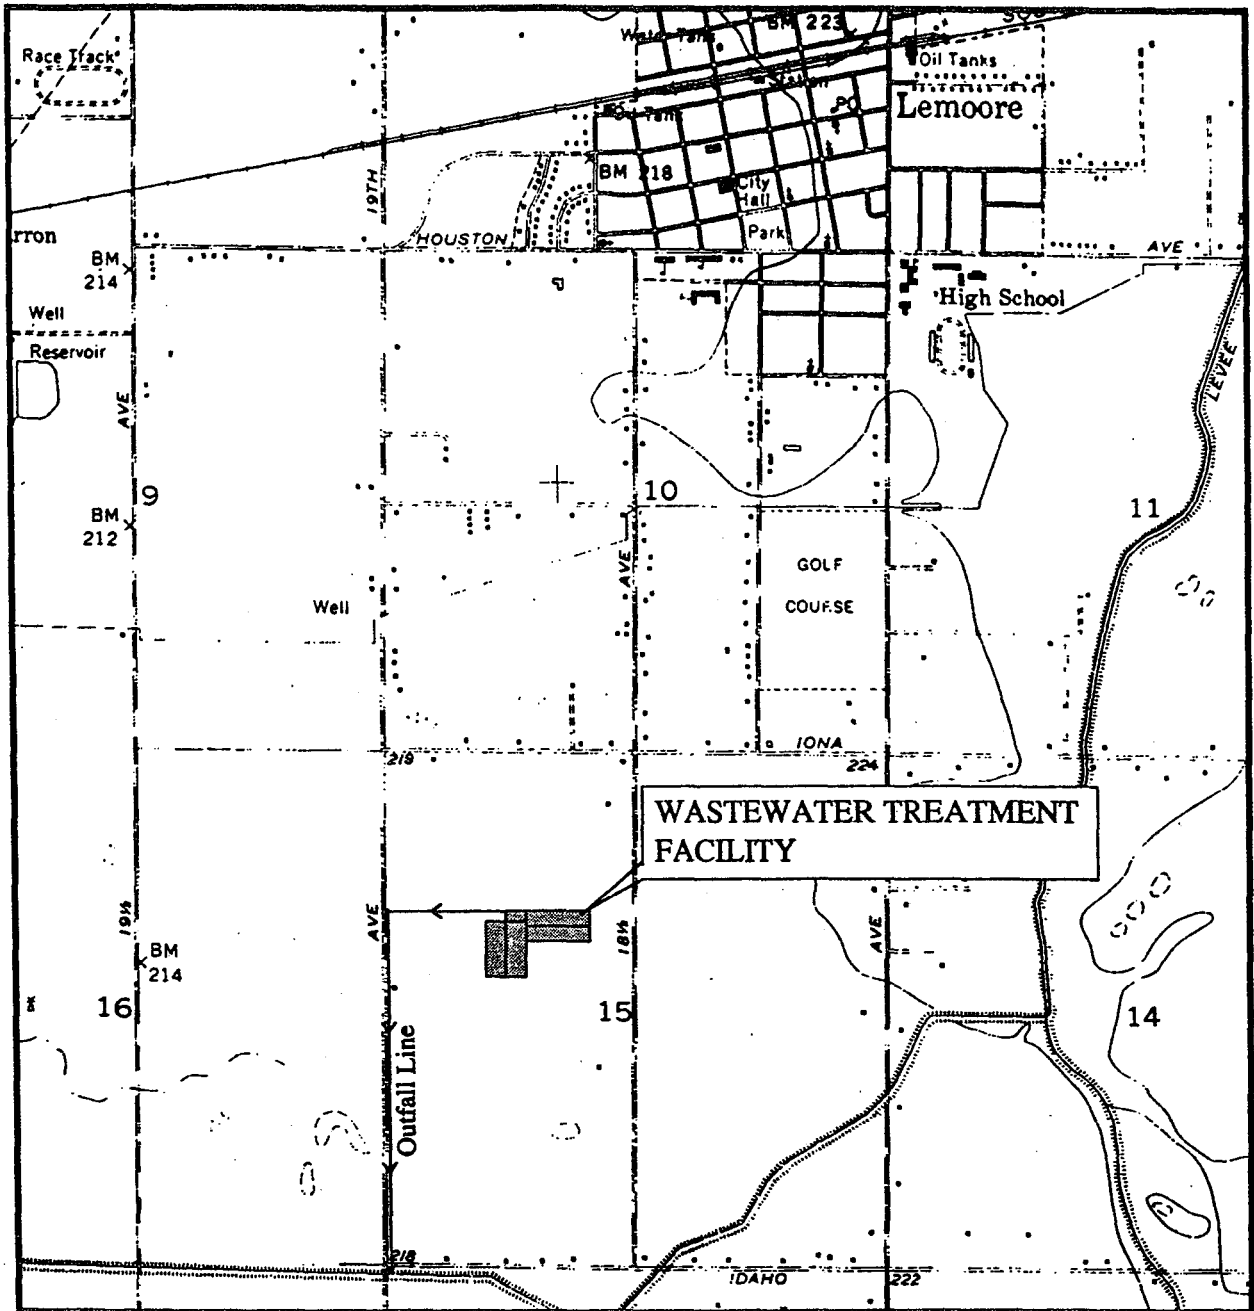 BM 223
Race Track
Oil Tanks
PO
Lemoore
19TH
BM 218
City
Hall
Park
HOUSTON
AVE
rron
BM
214
Well
Reservoir
High School
LEVEE
AVE
9
10
11
BM
212
AVE
GOLF
COURSE
Well
IONA
219
224
WASTEWATER TREATMENT
FACILITY
19½
AVE
18½
AVE
BM
214
16
15
14
Outfall Line
218
IDAHO
222